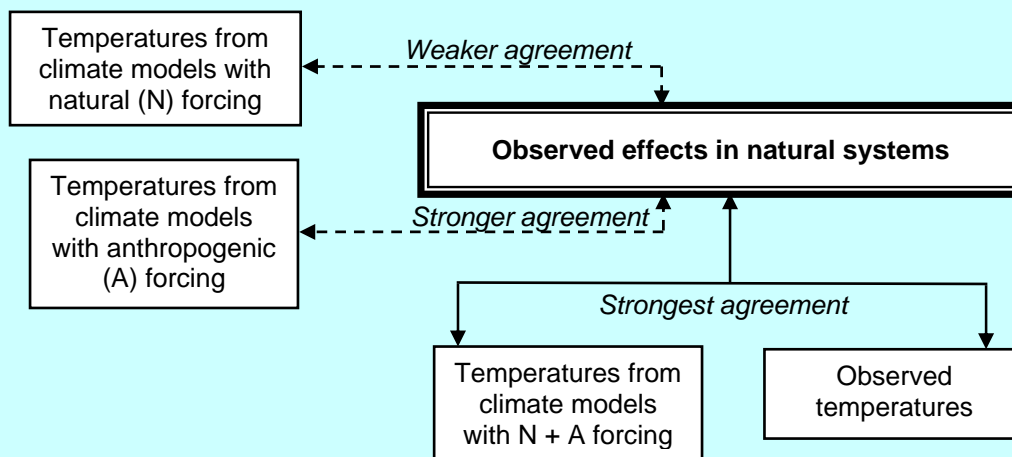 Temperatures from
climate models with
natural (N) forcing
Weaker agreement
Observed effects in natural systems
Temperatures from
climate models
with anthropogenic
(A) forcing
Stronger agreement
Strongest agreement
Temperatures from
climate models
with N + A forcing
Observed
temperatures